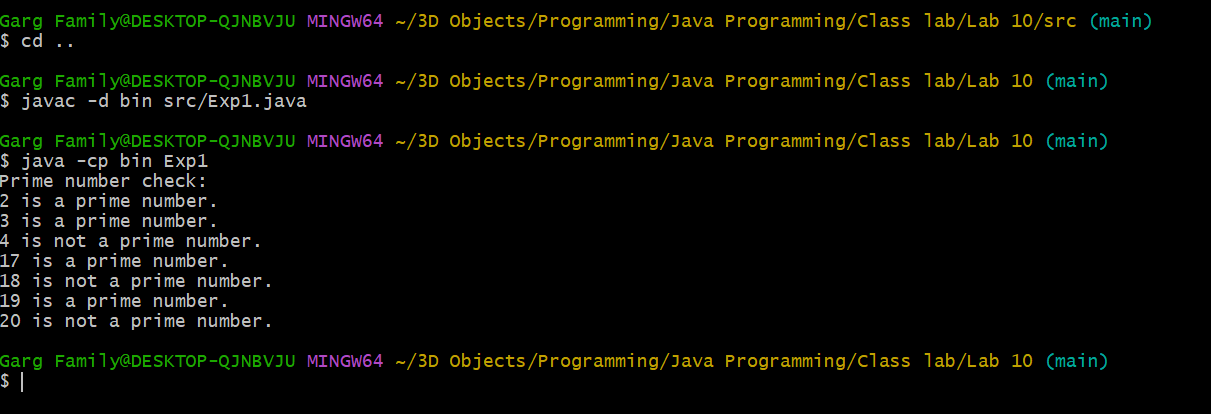 Garg Family@DESKTOP-QJNBVJU MINGW64 ~/3D Objects/Programming/Java Programming/Class lab/Lab 10/src (main)
$ cd ..
Garg Family@DESKTOP-QJNBVJU MINGW64 ~/3D Objects/Programming/Java Programming/Class lab/Lab 10 (main)
$ javac -d bin src/Exp1.java
Garg Family@DESKTOP-QJNBVJU MINGW64 ~/3D Objects/Programming/Java Programming/Class lab/Lab 10 (main)
$ java -cp bin Exp1
Prime number check:
2 is a prime number.
3 is a prime number.
4 is not a prime number.
17 is a prime number.
18 is not a prime number.
19 is a prime number.
20 is not a prime number.
Garg Family@DESKTOP-QJNBVJU MINGW64 ~/3D Objects/Programming/Java Programming/Class lab/Lab 10 (main)
$